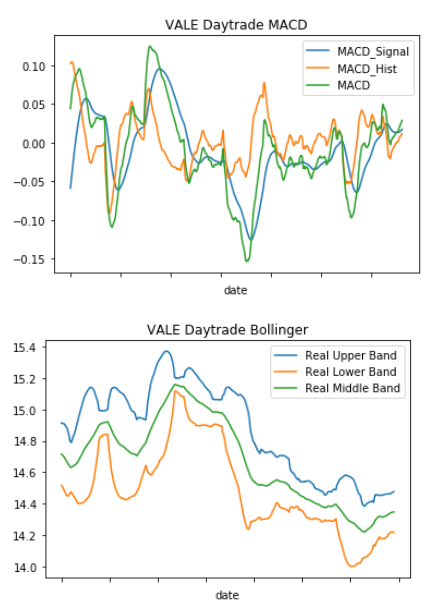 VALE Daytrade MACD
MACD_Signal
MACD_Hist
MACD
0.10
0.05
0.00
−0.05
−0.10
−0.15
date
VALE Daytrade Bollinger
15.4
Real Upper Band
Real Lower Band
Real Middle Band
15.2
15.0
14.8
14.6
14.4
14.2
14.0
date